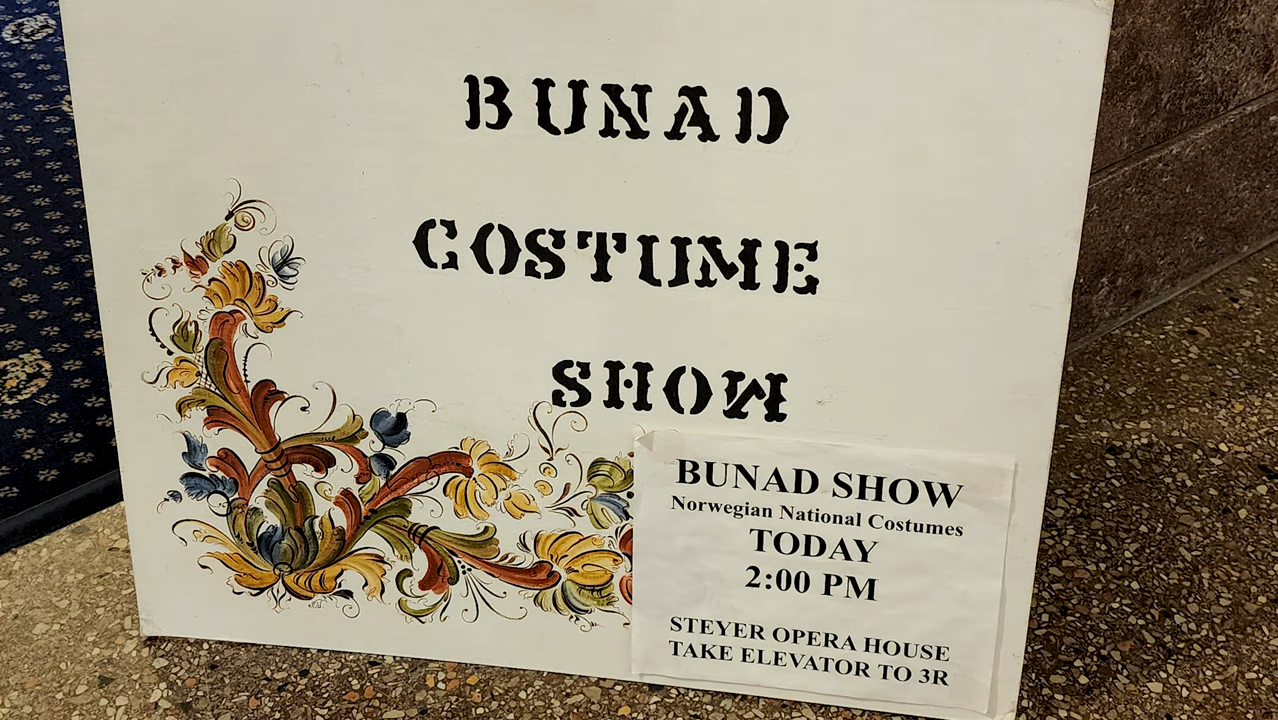 BUNAD
COSTUME
SHOW
BUNAD SHOW
Norwegian National Costumes
TODAY
2:00 PM
STEYER OPERA HOUSE
TAKE ELEVATOR TO 3R